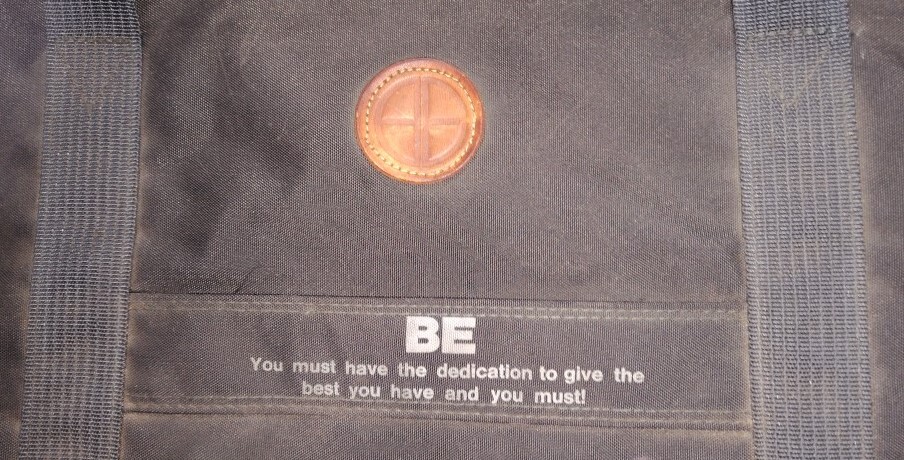 BE
You must have the dedication to give the
best you have and you must!